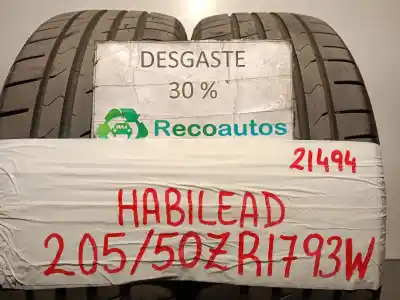 DESGASTE
30 %
Recoautos
21494
HABILEAD
205/50ZR1793W